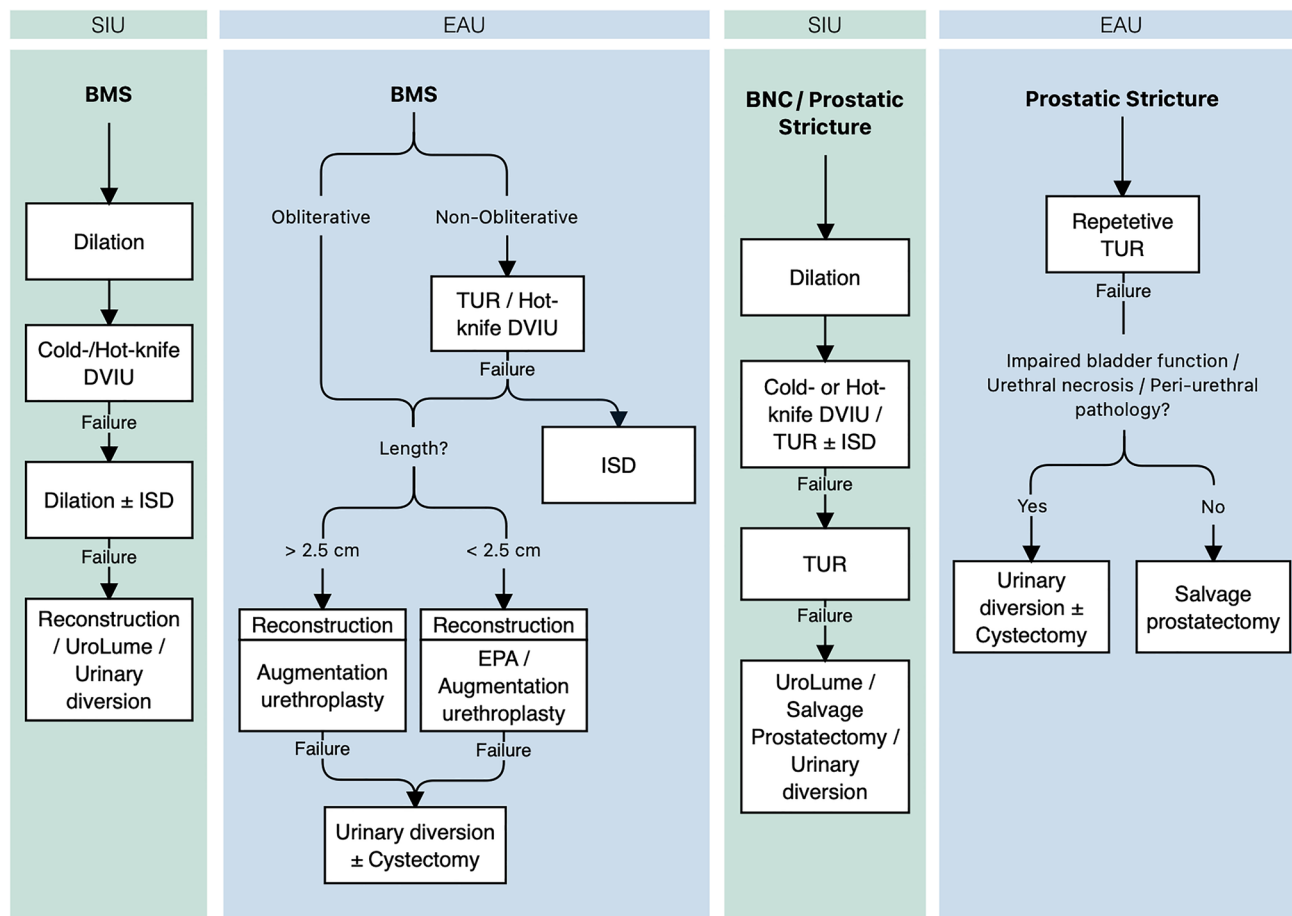 SIU
BMS
Dilation
Cold-/Hot-knife
DVIU
Failure
Dilation ± ISD
Failure
Reconstruction
/ UroLume /
Urinary
diversion
EAU
BMS
Obliterative
Non-Obliterative
TUR / Hot-
knife DVIU
Failure
ISD
Length?
> 2.5 cm
< 2.5 cm
Reconstruction
Augmentation
urethroplasty
Failure
Reconstruction
EPA /
Augmentation
urethroplasty
Failure
Urinary diversion
± Cystectomy
SIU
BNC / Prostatic
Stricture
Dilation
Cold- or Hot-
knife DVIU /
TUR ± ISD
Failure
TUR
Failure
UroLume /
Salvage
Prostatectomy /
Urinary
diversion
EAU
Prostatic Stricture
Repetetive
TUR
Failure
Impaired bladder function /
Urethral necrosis / Peri-urethral
pathology?
Yes
No
Urinary
diversion ±
Cystectomy
Salvage
prostatectomy